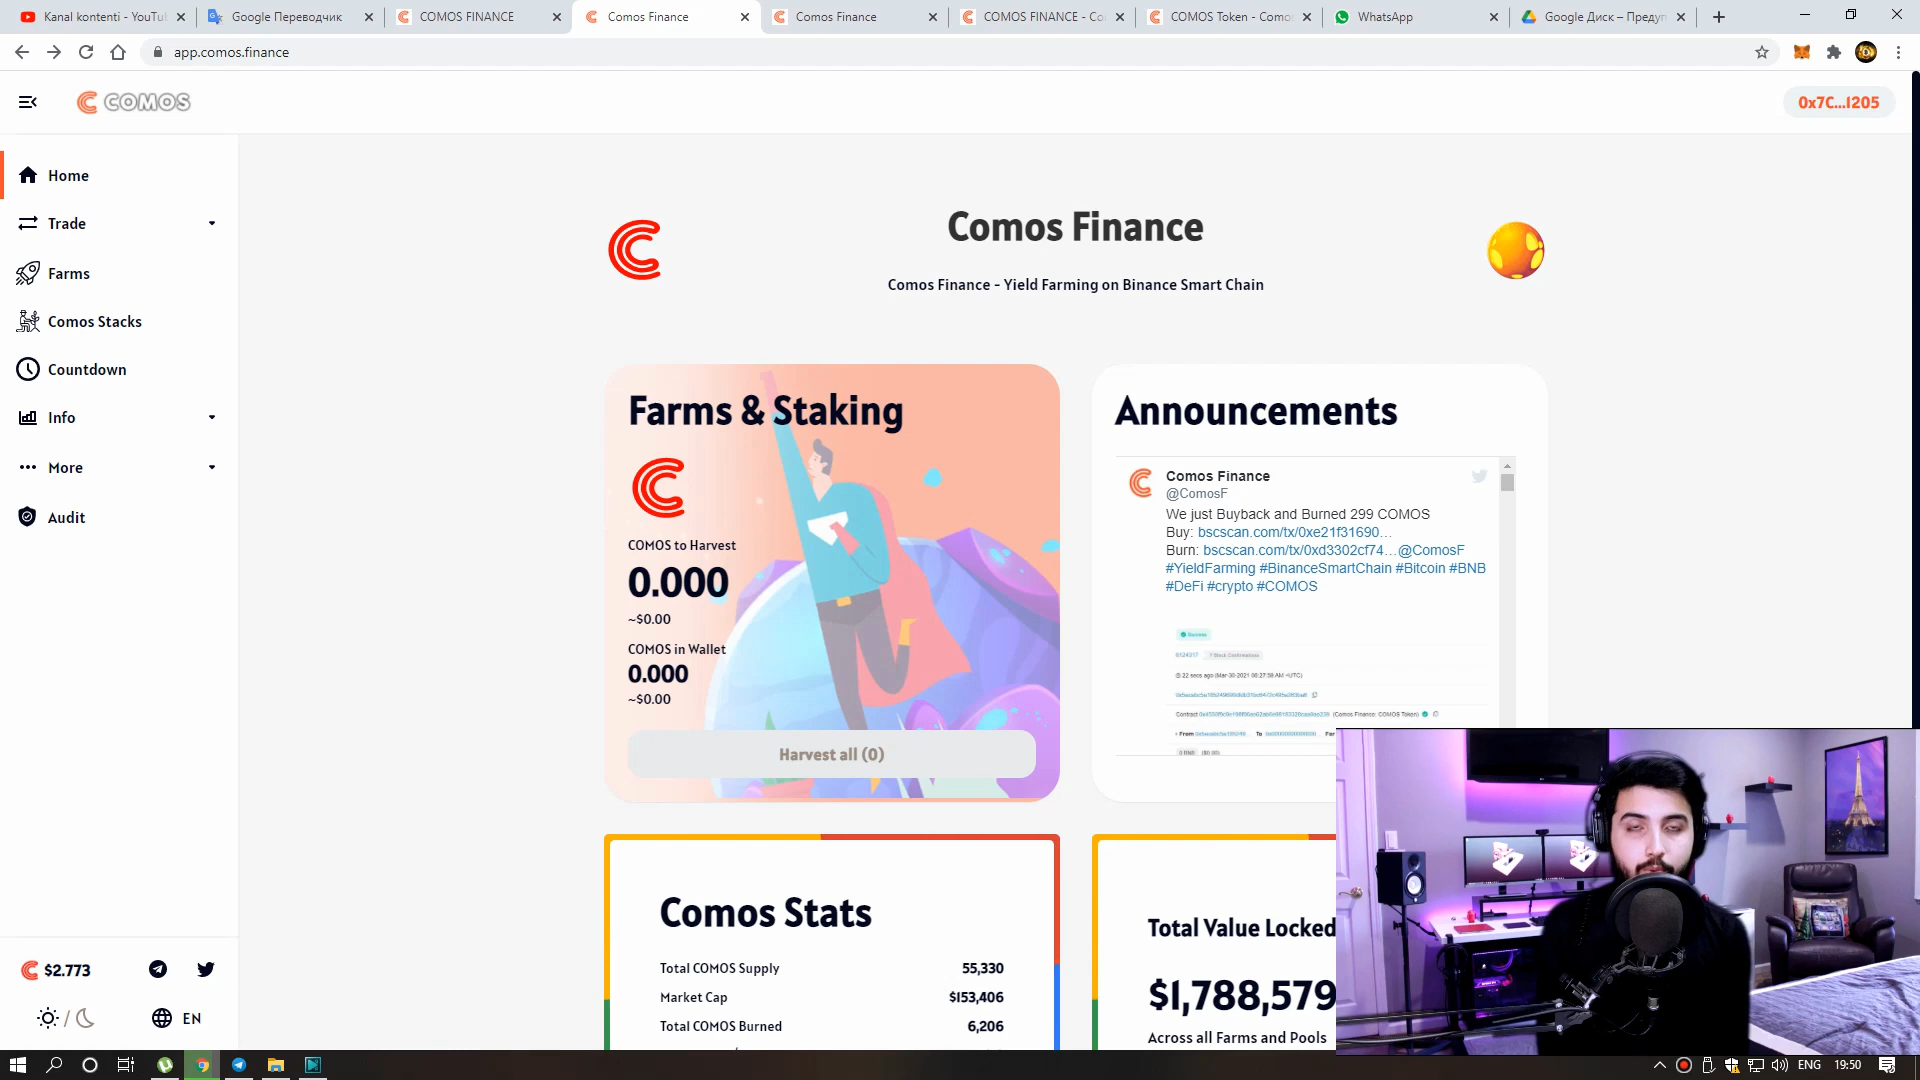 Kanal kontenti - YouTu
Google Переводчик
COMOS FINANCE
Comos Finance
Comos Finance
COMOS FINANCE - Co
COMOS Token - Comos
WhatsApp
Google Диск – Предуп
app.comos.finance
COMOS
0x7C...1205
Home
Trade
Farms
Comos Stacks
Countdown
Info
More
Audit
Comos Finance
Comos Finance - Yield Farming on Binance Smart Chain
Farms & Staking
COMOS to Harvest
0.000
~$0.00
COMOS in Wallet
0.000
~$0.00
Harvest all (0)
Announcements
Comos Finance
@ComosF
We just Buyback and Burned 299 COMOS
Buy: bscscan.com/tx/0xe21f31690…
Burn: bscscan.com/tx/0xd3302cf74…@ComosF
#YieldFarming #BinanceSmartChain #Bitcoin #BNB
#DeFi #crypto #COMOS
Success
Comos Stats
Total COMOS Supply 55,330
Market Cap $153,406
Total COMOS Burned 6,206
Total Value Locked
$1,788,579
Across all Farms and Pools
$2.773
/
EN
ENG
19:50